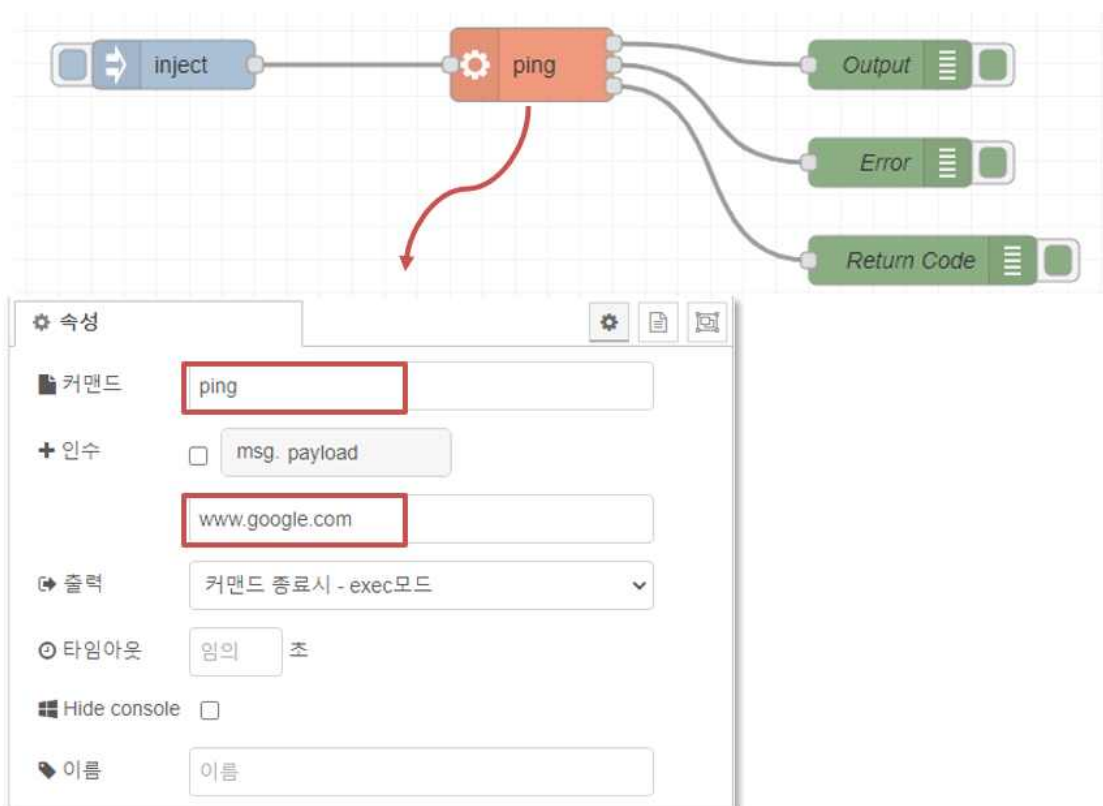 inject
ping
Output
Error
Return Code
속성
커맨드
ping
인수
msg. payload
www.google.com
출력
커맨드 종료시 - exec모드
타임아웃
임의
초
Hide console
이름
이름